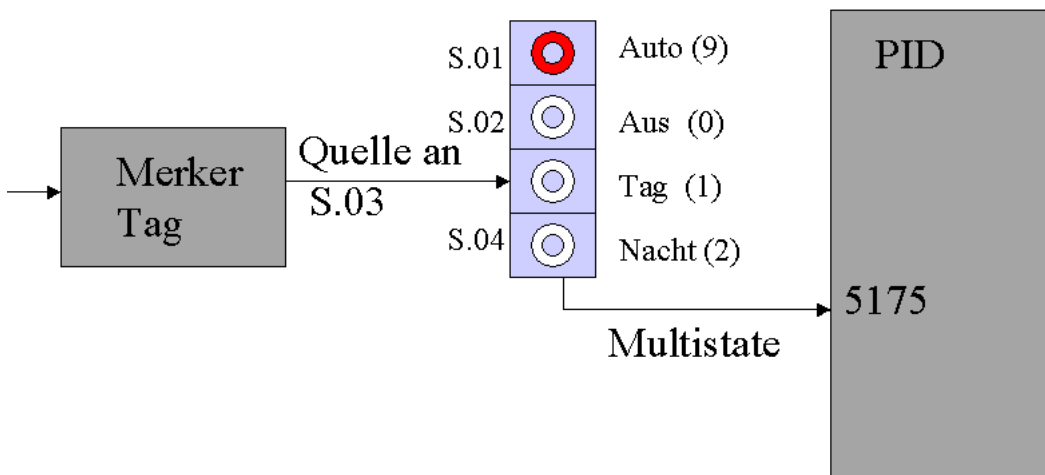 S.01
Auto (9)
PID
S.02
Aus (0)
Merker
Tag
Quelle an
S.03
Tag (1)
S.04
Nacht (2)
5175
Multistate